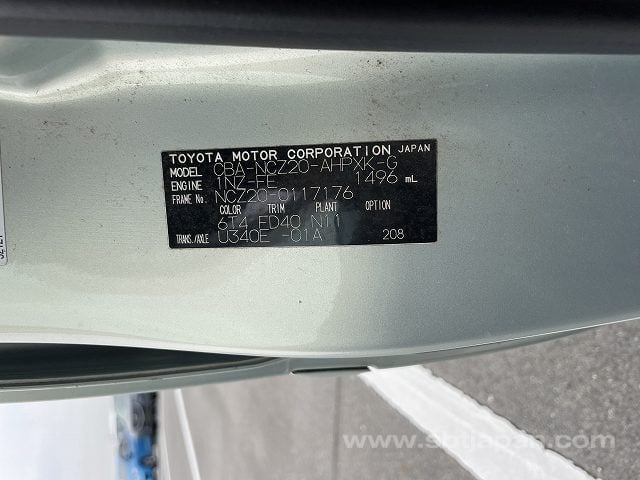 TOYOTA MOTOR CORPORATION JAPAN
MODEL CBA-NCZ20-AHPXK-G
ENGINE 1NZ-FE 1496 mL
FRAME No. NCZ20-0117176
COLOR TRIM PLANT OPTION
6T4 FD40 N11
TRANS./AXLE U340E -01A 208
www.sbtjapan.com